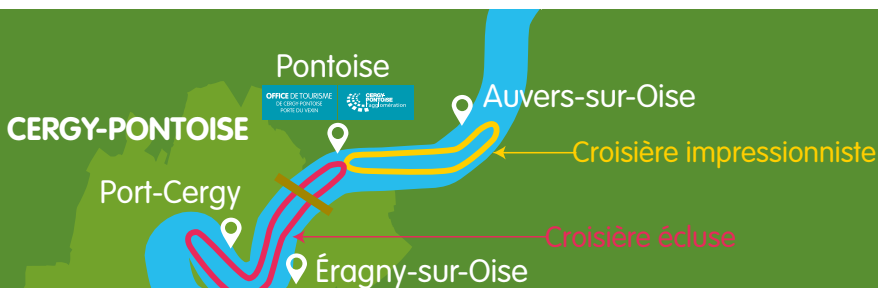 Pontoise
OFFICE DE TOURISME
DE CERGY-PONTOISE
PORTE DU VEXIN
CERGY-
PONTOISE
l'agglomération
Auvers-sur-Oise
CERGY-PONTOISE
Croisière impressionniste
Port-Cergy
Croisière écluse
Éragny-sur-Oise